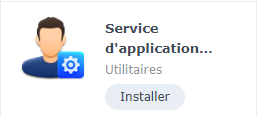 Service
d'application...
Utilitaires
Installer